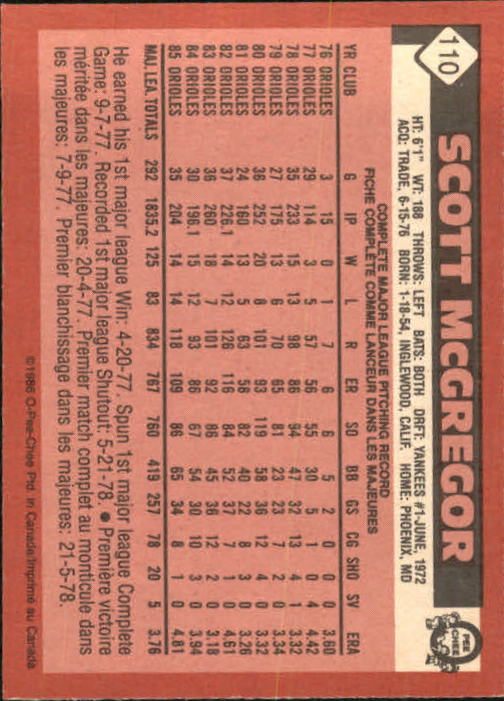 110
SCOTT McGREGOR
O PEE CHEE
HT: 6'1" WT: 188 THROWS: LEFT BATS: BOTH DRFT: YANKEES #1-JUNE, 1972
ACQ: TRADE, 6-15-76 BORN: 1-18-54, INGLEWOOD, CALIF. HOME: PHOENIX, MD
COMPLETE MAJOR LEAGUE PITCHING RECORD
FICHE COMPLÈTE COMME LANCEUR DANS LES MAJEURES
YR CLUB G IP W L R ER SO BB GS CG SHO SV ERA
76 ORIOLES 3 15 0 1 7 6 6 5 2 0 0 0 3.60
77 ORIOLES 29 114 3 5 57 56 55 30 5 1 0 4 4.42
78 ORIOLES 35 233 15 13 98 86 94 47 32 13 4 1 3.32
79 ORIOLES 27 175 13 6 70 65 81 23 23 7 2 0 3.34
80 ORIOLES 36 252 20 8 101 93 119 58 36 12 4 0 3.32
81 ORIOLES 24 160 13 5 63 58 82 40 22 8 3 0 3.26
82 ORIOLES 37 226.1 14 12 126 116 84 52 37 7 1 0 4.61
83 ORIOLES 36 260 18 7 101 92 86 45 36 12 2 0 3.18
84 ORIOLES 30 196.1 15 12 93 86 67 54 30 10 3 0 3.94
85 ORIOLES 35 204 14 14 118 109 86 65 34 8 1 0 4.81
MAJ.LEA. TOTALS 292 1835.2 125 83 834 767 760 419 257 78 20 5 3.76
He earned his 1st major league Win: 4-20-77. Spun 1st major league Complete
Game: 9-7-77. Recorded 1st major league Shutout: 5-21-78. • Première victoire
méritée dans les majeures: 20-4-77. Premier match complet au monticule dans
les majeures: 7-9-77. Premier blanchissage dans les majeures: 21-5-78.
©1986 O-Pee-Chee Ptd. in Canada/Imprimé au Canada